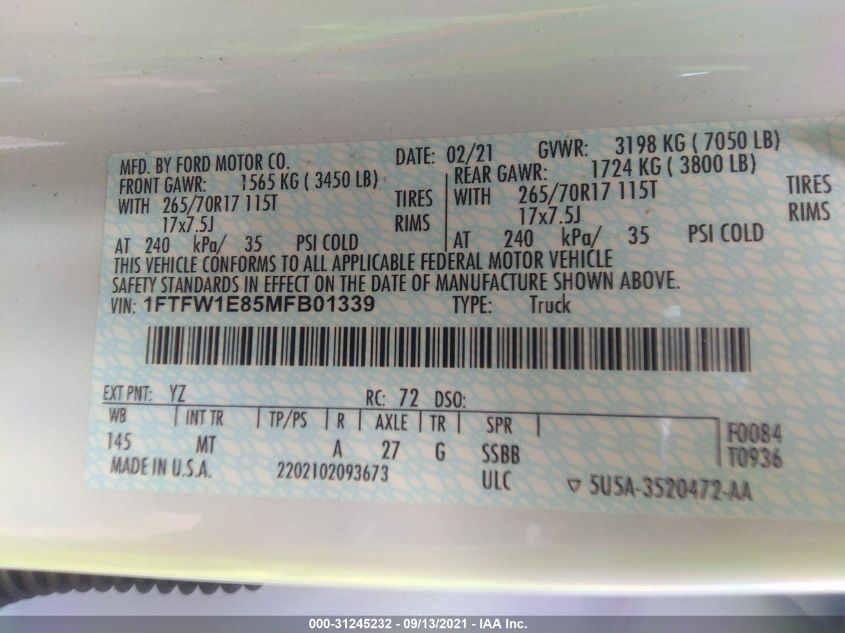 MFD. BY FORD MOTOR CO. DATE: 02/21 GVWR: 3198 KG ( 7050 LB)
FRONT GAWR: 1565 KG ( 3450 LB) REAR GAWR: 1724 KG ( 3800 LB)
WITH 265/70R17 115T TIRES WITH 265/70R17 115T TIRES
17x7.5J RIMS 17x7.5J RIMS
AT 240 kPa/ 35 PSI COLD AT 240 kPa/ 35 PSI COLD
THIS VEHICLE CONFORMS TO ALL APPLICABLE FEDERAL MOTOR VEHICLE
SAFETY STANDARDS IN EFFECT ON THE DATE OF MANUFACTURE SHOWN ABOVE.
VIN: 1FTFW1E85MFB01339 TYPE: Truck
EXT PNT: YZ RC: 72 DSO:
WB INT TR TP/PS R AXLE TR SPR
145 MT A 27 G SSBB F0084
MADE IN U.S.A. 2202102093673 ULC T0936
5U5A-3520472-AA
000-31245232 - 09/13/2021 - IAA Inc.